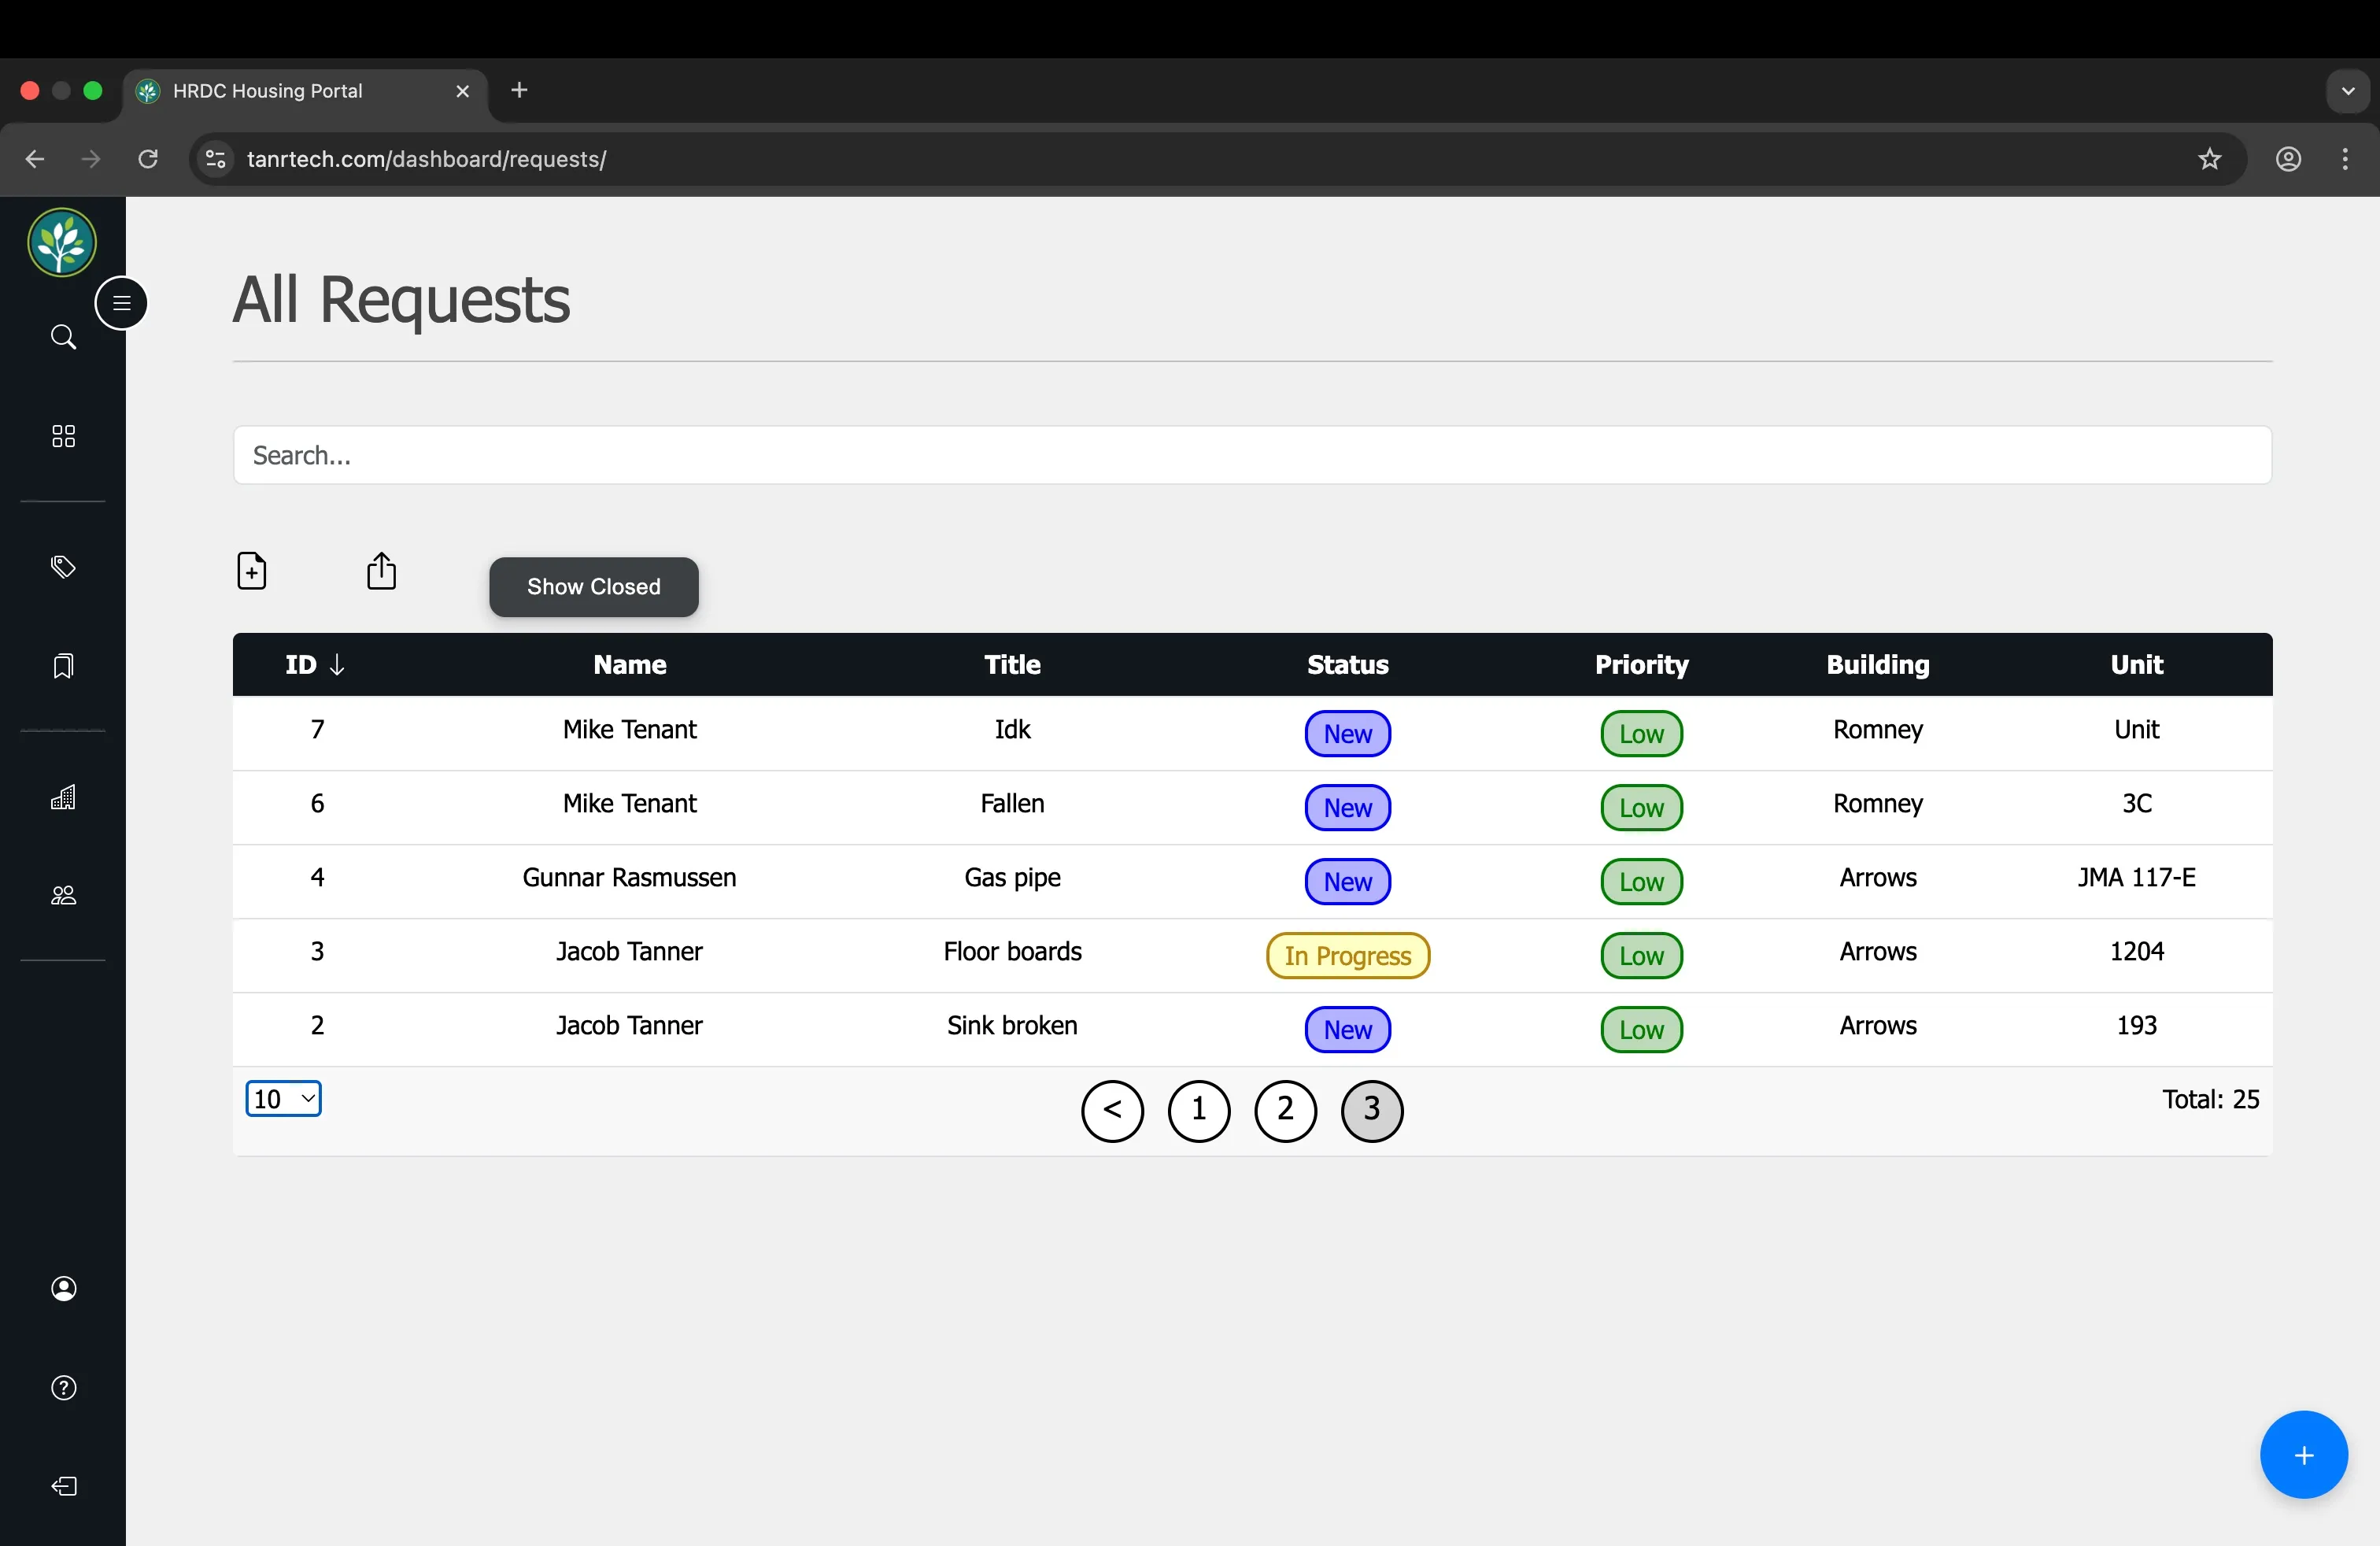 HRDC Housing Portal
tanrtech.com/dashboard/requests/
All Requests
Search...
Show Closed
ID ↓ Name Title Status Priority Building Unit
7 Mike Tenant Idk New Low Romney Unit
6 Mike Tenant Fallen New Low Romney 3C
4 Gunnar Rasmussen Gas pipe New Low Arrows JMA 117-E
3 Jacob Tanner Floor boards In Progress Low Arrows 1204
2 Jacob Tanner Sink broken New Low Arrows 193
10 < 1 2 3 Total: 25